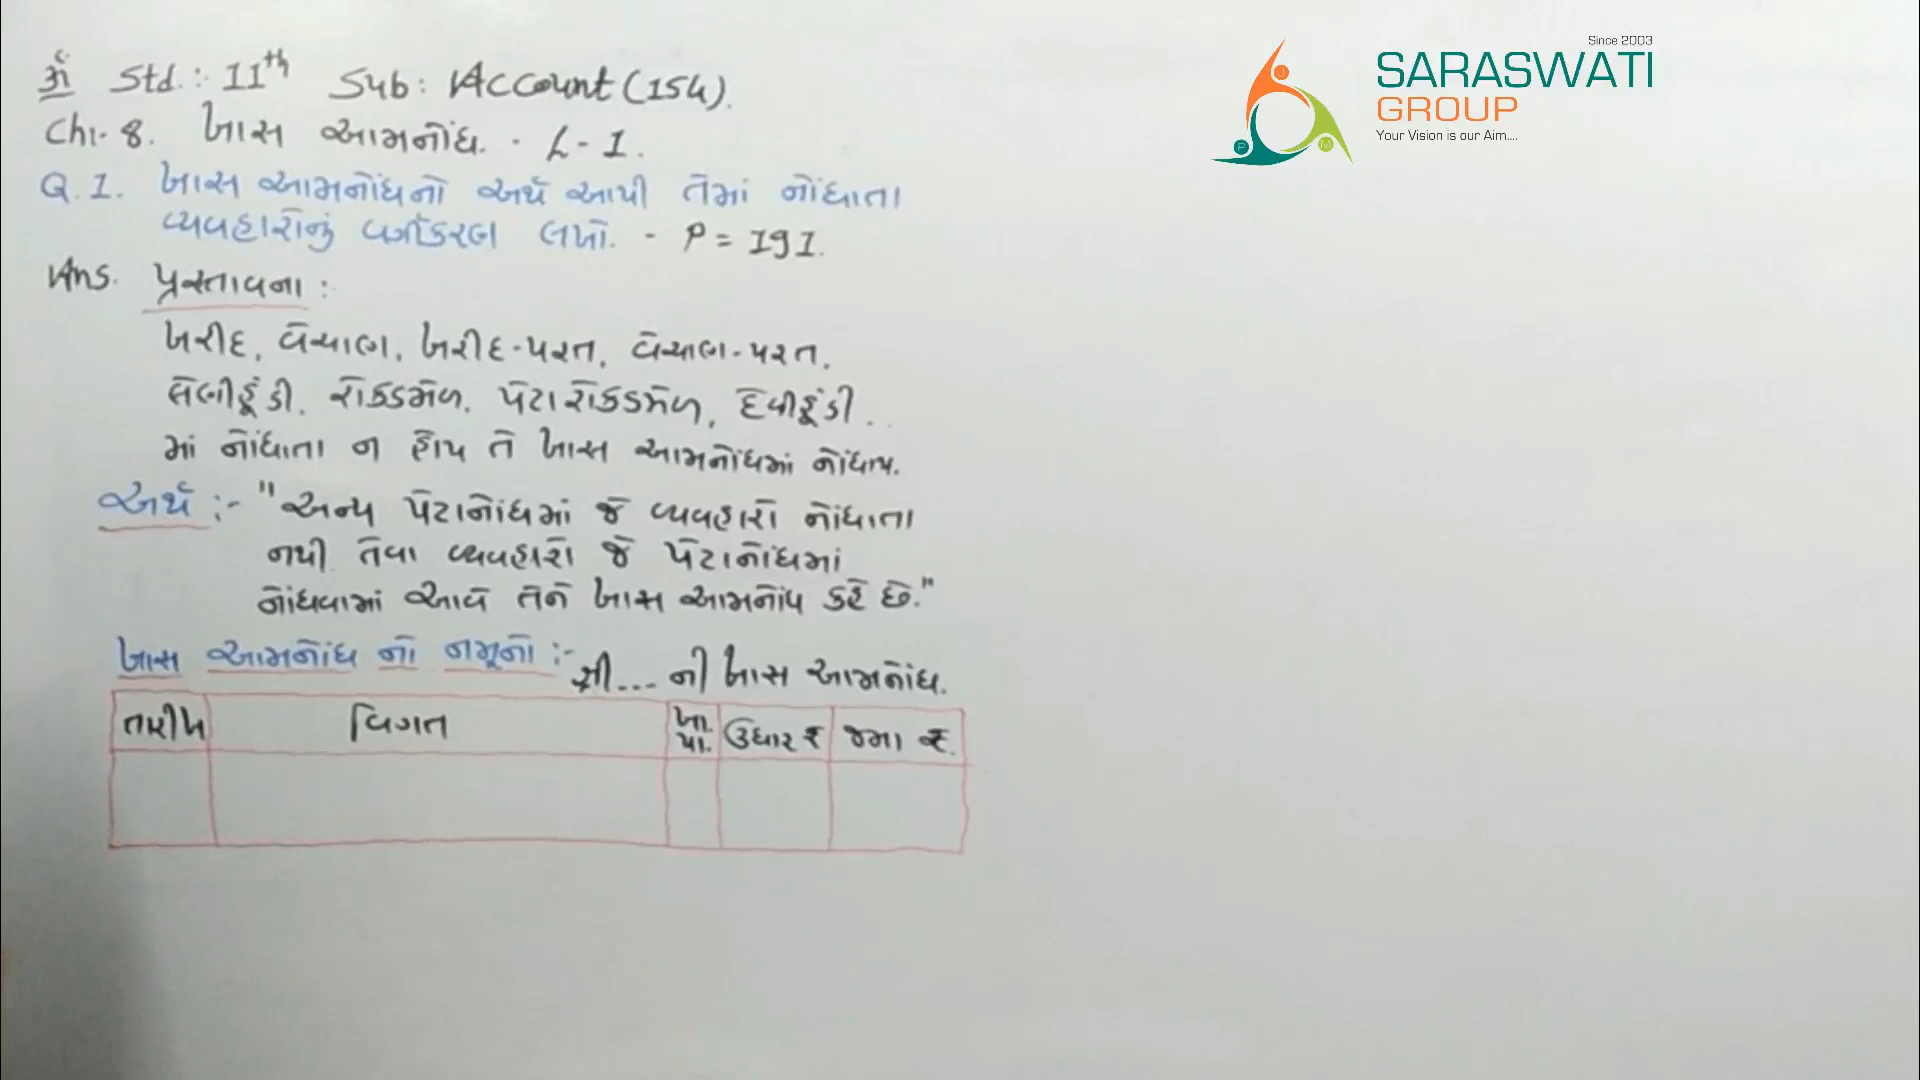 ૐ Std.: 11th Sub: Account (154).
Ch.- 8. ખાસ આમનોંધ. - L-1.
Q.1. ખાસ આમનોંધનો અર્થ આપી તેમાં નોંધાતા
વ્યવહારોનું વર્ગીકરણ લખો. - P = 191.
Ans. પ્રસ્તાવના :
ખરીદ, વેચાણ, ખરીદ-પરત, વેચાણ-પરત,
લેણીહૂંડી, રોકડમેળ, પેટા રોકડમેળ, દેવીહૂંડી..
માં નોંધાતા ન હોય તે ખાસ આમનોંધમાં નોંધાય.
અર્થ :- "અન્ય પેટાનોંધમાં જે વ્યવહારો નોંધાતા
નથી તેવા વ્યવહારો જે પેટાનોંધમાં
નોંધવામાં આવે તેને ખાસ આમનોંધ કહે છે."
ખાસ આમનોંધ નો નમૂનો :-
શ્રી.... ની ખાસ આમનોંધ.
તારીખ વિગત ખા. પા. ઉધાર ₹ જમા ₹.
Since 2003
SARASWATI
GROUP
Your Vision is our Aim....
J
P M